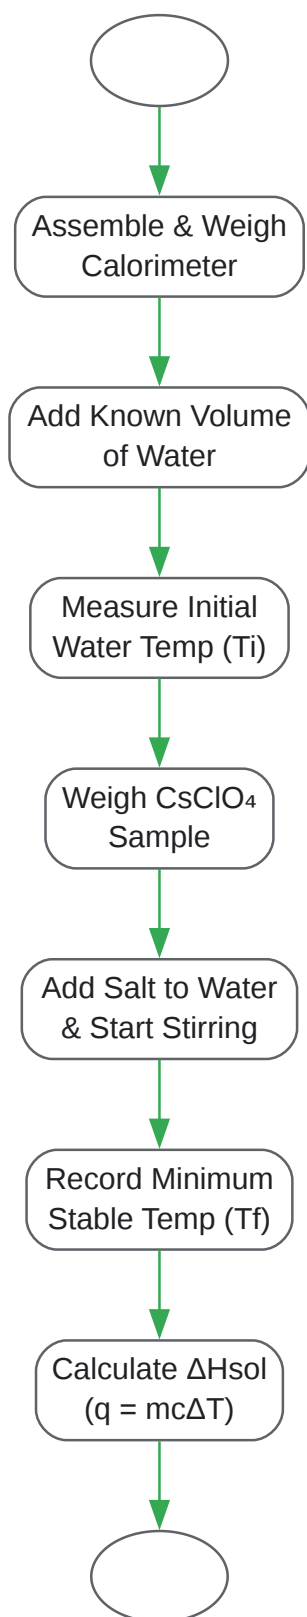 Assemble & Weigh
Calorimeter
Add Known Volume
of Water
Measure Initial
Water Temp (Ti)
Weigh CsClO₄
Sample
Add Salt to Water
& Start Stirring
Record Minimum
Stable Temp (Tf)
Calculate ΔHsol
(q = mcΔT)